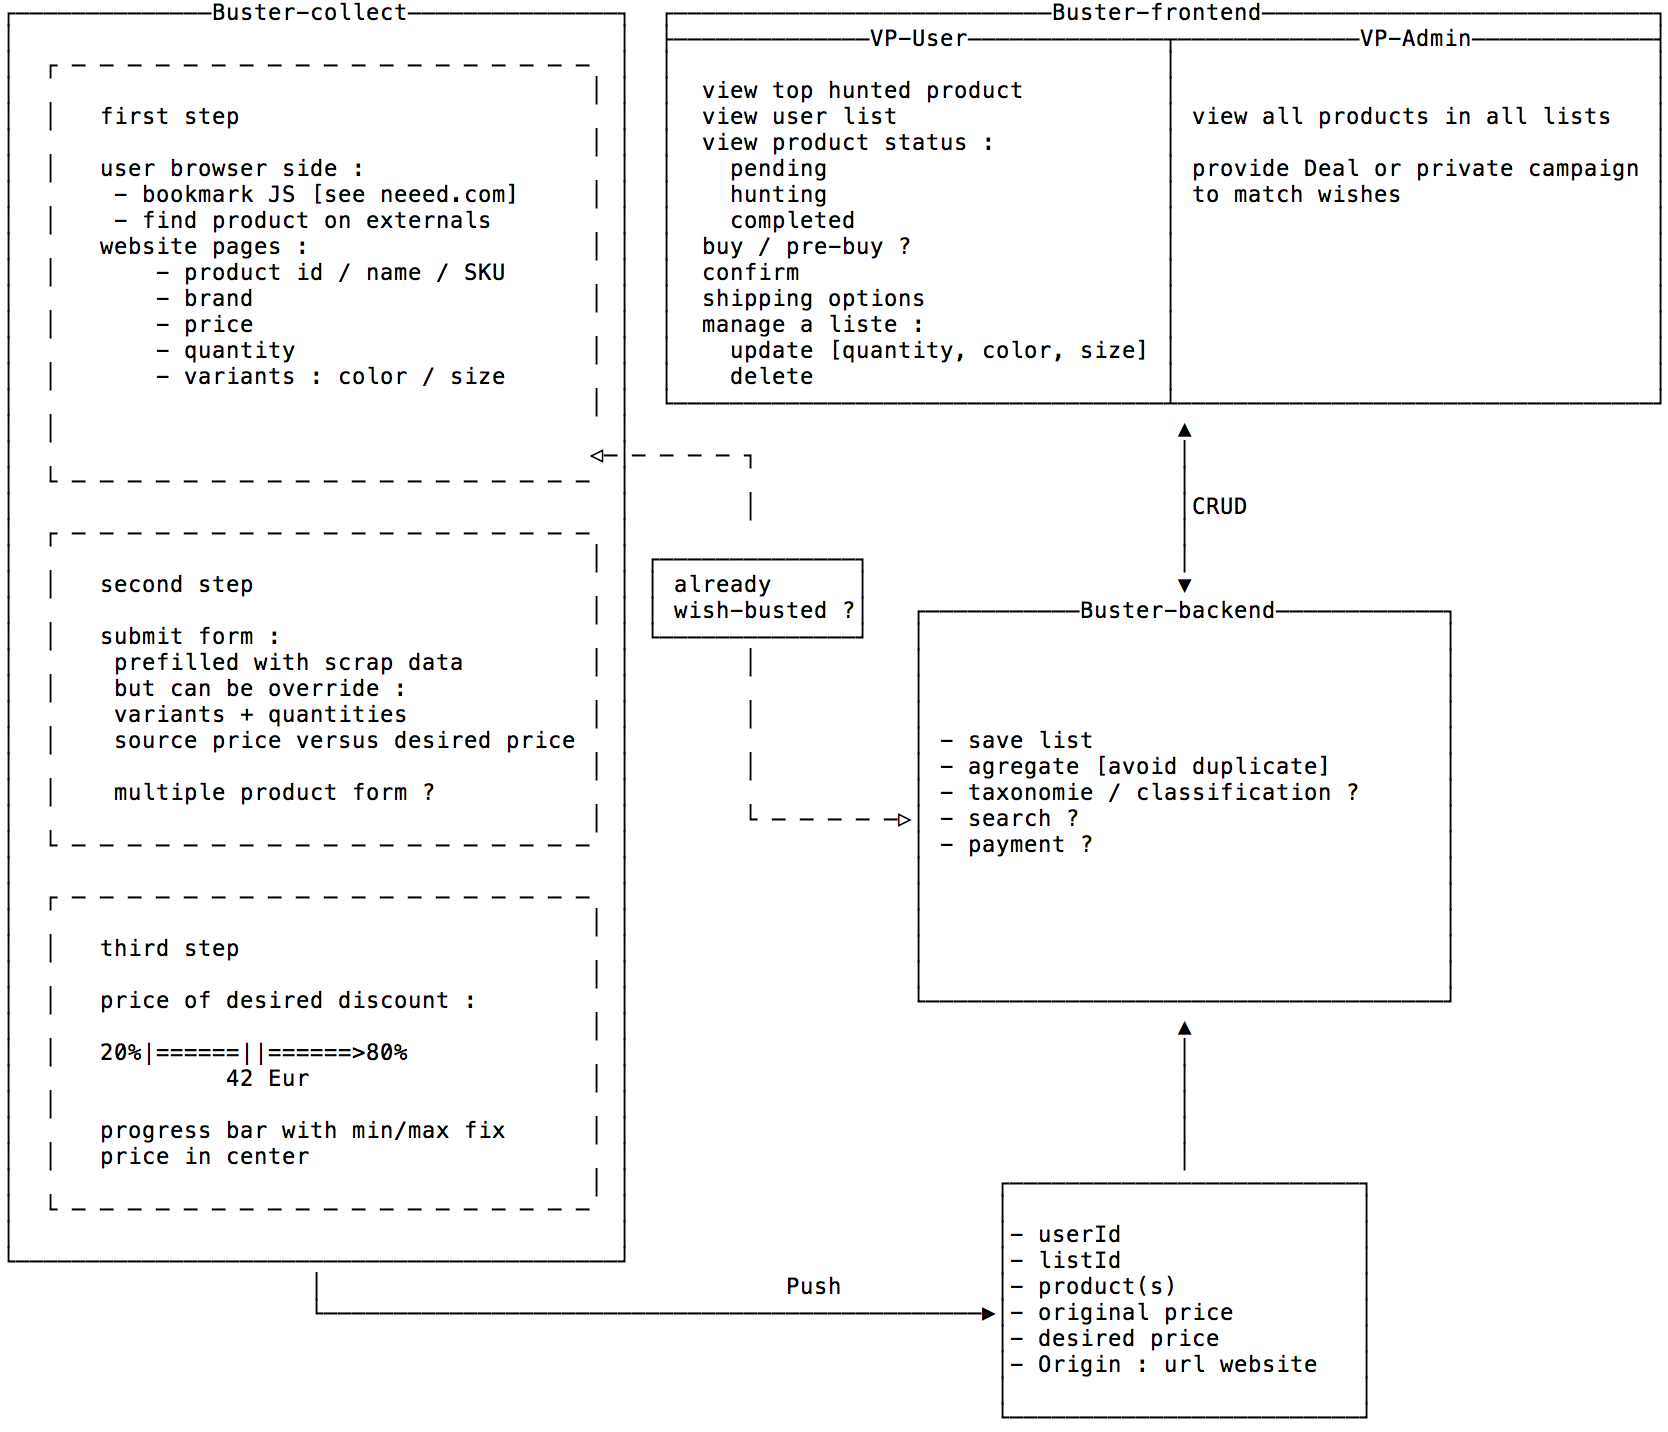 Buster-collect
first step
user browser side :
- bookmark JS [see neeed.com]
- find product on externals
website pages :
- product id / name / SKU
- brand
- price
- quantity
- variants : color / size
second step
submit form :
prefilled with scrap data
but can be override :
variants + quantities
source price versus desired price
multiple product form ?
third step
price of desired discount :
20%|======||======>80%
42 Eur
progress bar with min/max fix
price in center
Buster-frontend
VP-User
view top hunted product
view user list
view product status :
pending
hunting
completed
buy / pre-buy ?
confirm
shipping options
manage a liste :
update [quantity, color, size]
delete
VP-Admin
view all products in all lists
provide Deal or private campaign
to match wishes
CRUD
already
wish-busted ?
Buster-backend
- save list
- agregate [avoid duplicate]
- taxonomie / classification ?
- search ?
- payment ?
Push
- userId
- listId
- product(s)
- original price
- desired price
- Origin : url website